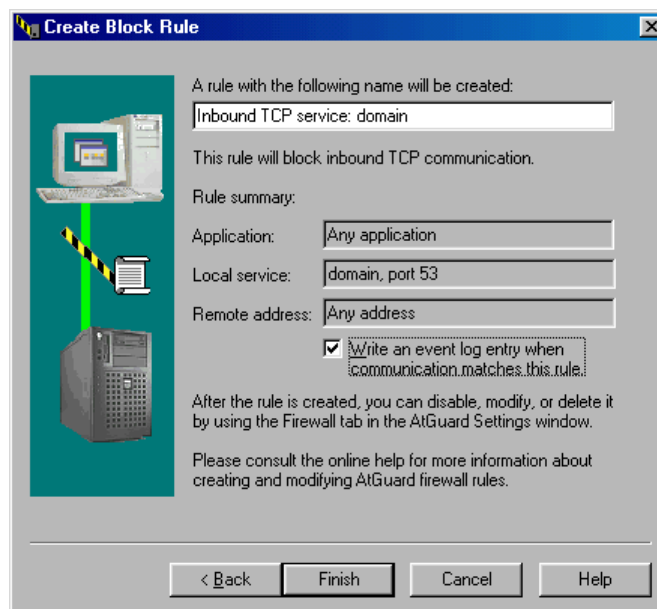 Create Block Rule
A rule with the following name will be created:
Inbound TCP service: domain
This rule will block inbound TCP communication.
Rule summary:
Application: Any application
Local service: domain, port 53
Remote address: Any address
Write an event log entry when
communication matches this rule.
After the rule is created, you can disable, modify, or delete it
by using the Firewall tab in the AtGuard Settings window.
Please consult the online help for more information about
creating and modifying AtGuard firewall rules.
< Back Finish Cancel Help